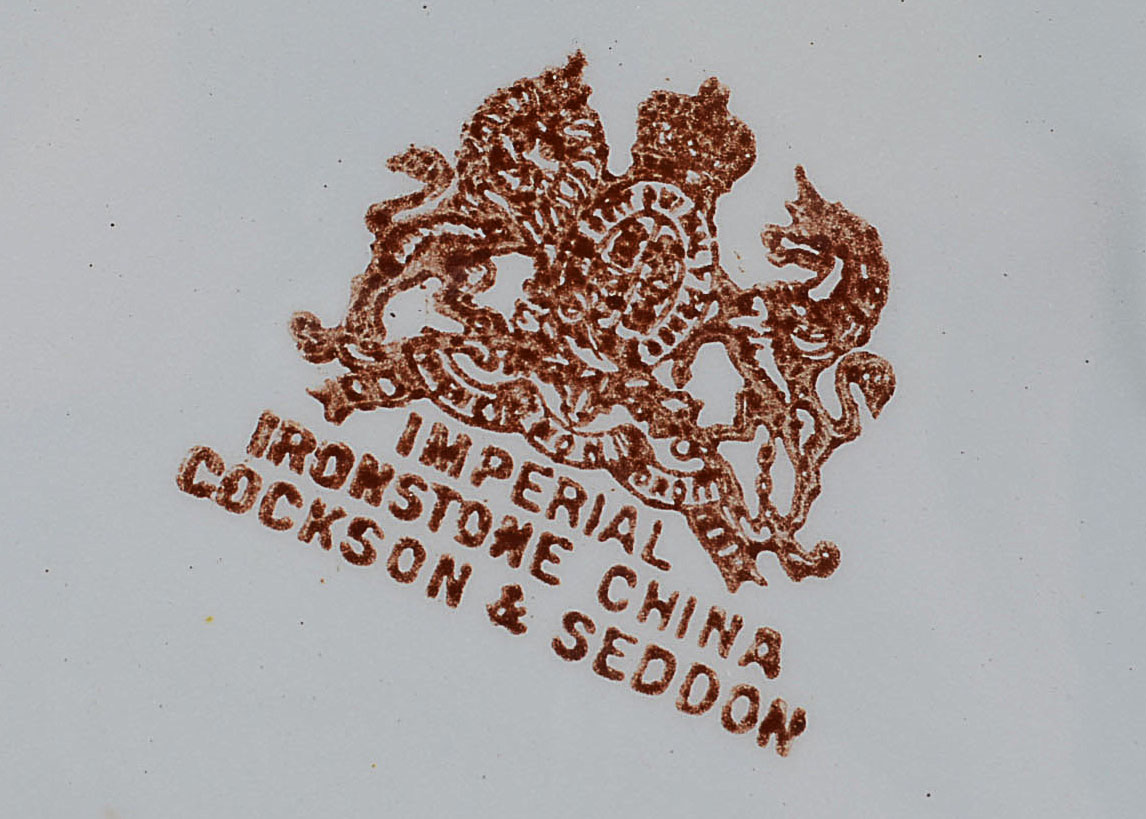 IMPERIAL
IRONSTONE CHINA
COCKSON & SEDDON